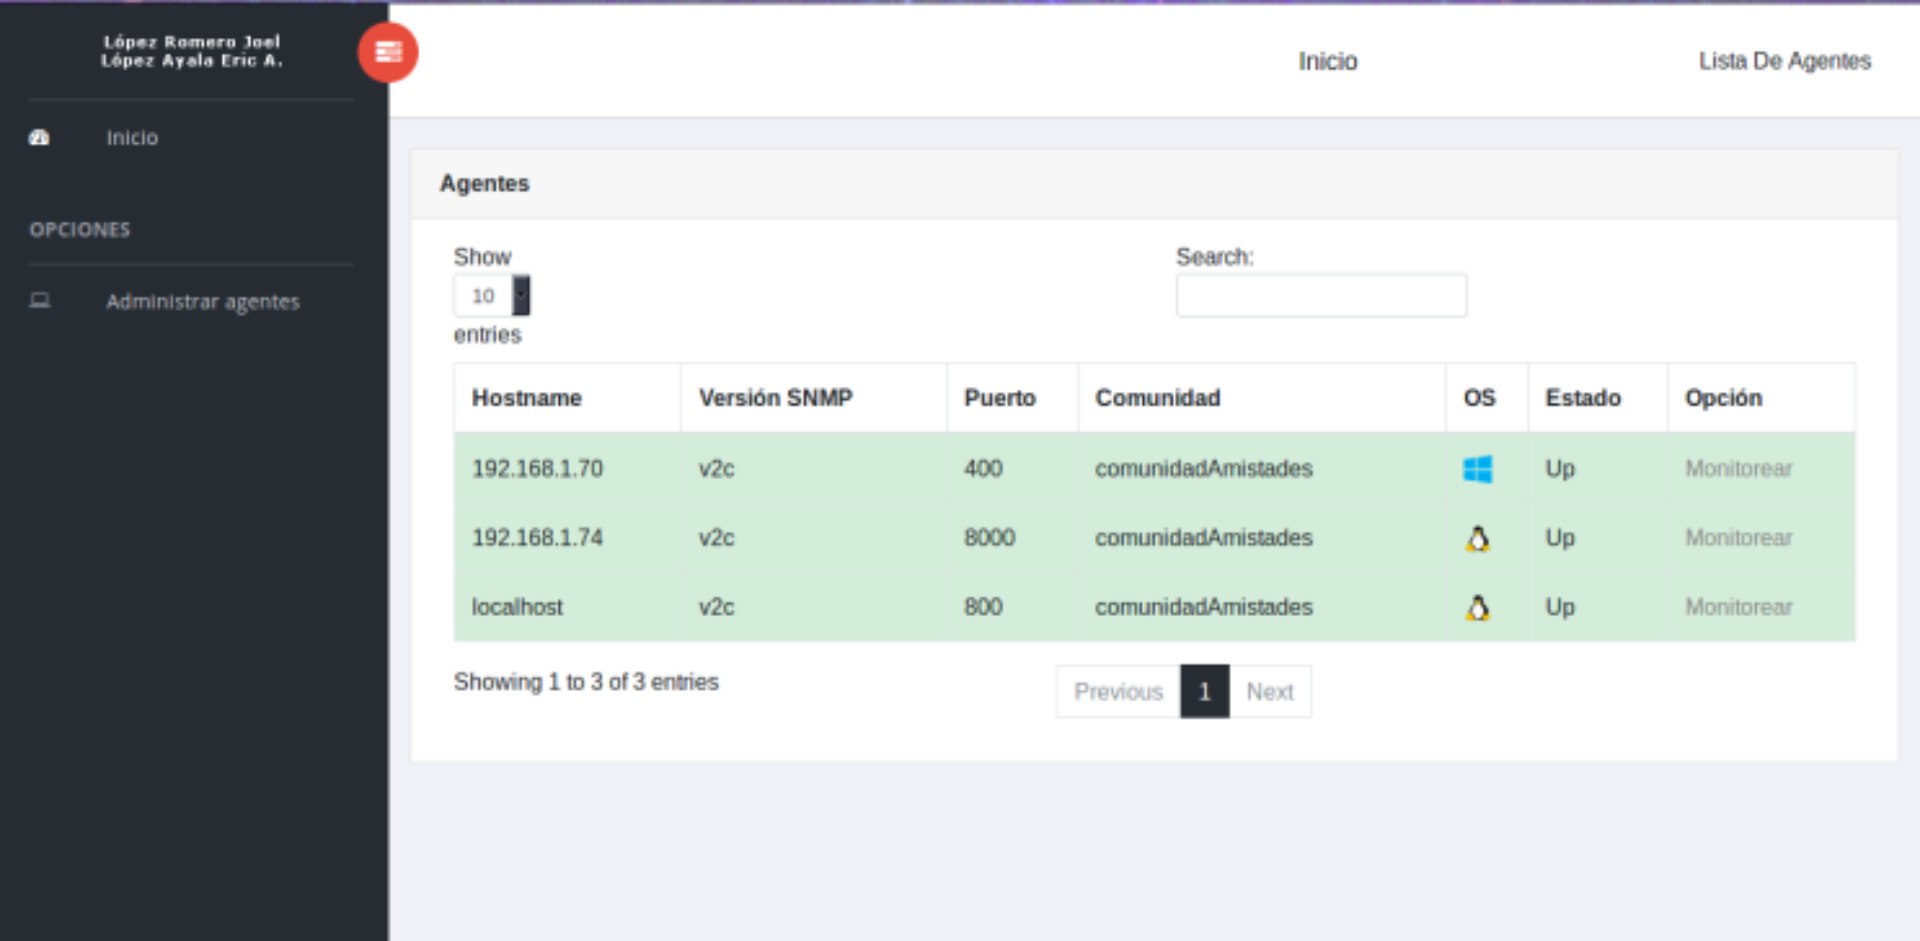 López Romero Joel
López Ayala Eric A.
Inicio
OPCIONES
Administrar agentes
Inicio
Lista De Agentes
Agentes
Show
10
entries
Search:
Hostname Versión SNMP Puerto Comunidad OS Estado Opción
192.168.1.70 v2c 400 comunidadAmistades Up Monitorear
192.168.1.74 v2c 8000 comunidadAmistades Up Monitorear
localhost v2c 800 comunidadAmistades Up Monitorear
Showing 1 to 3 of 3 entries
Previous 1 Next